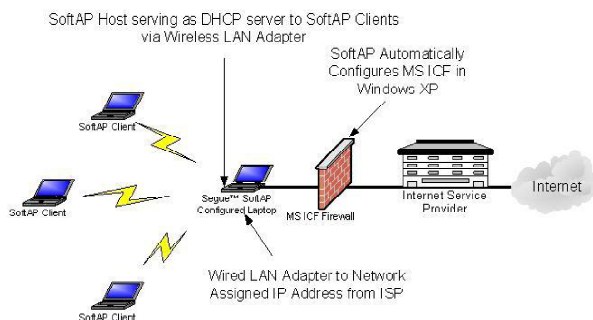 SoftAP Host serving as DHCP server to SoftAP Clients
via Wireless LAN Adapter
SoftAP Automatically
Configures MS ICF in
Windows XP
SoftAP Client
SoftAP Client
Segue™ SoftAP
Configured Laptop
MS ICF Firewall
Internet Service
Provider
Internet
Wired LAN Adapter to Network
Assigned IP Address from ISP
SoftAP Client